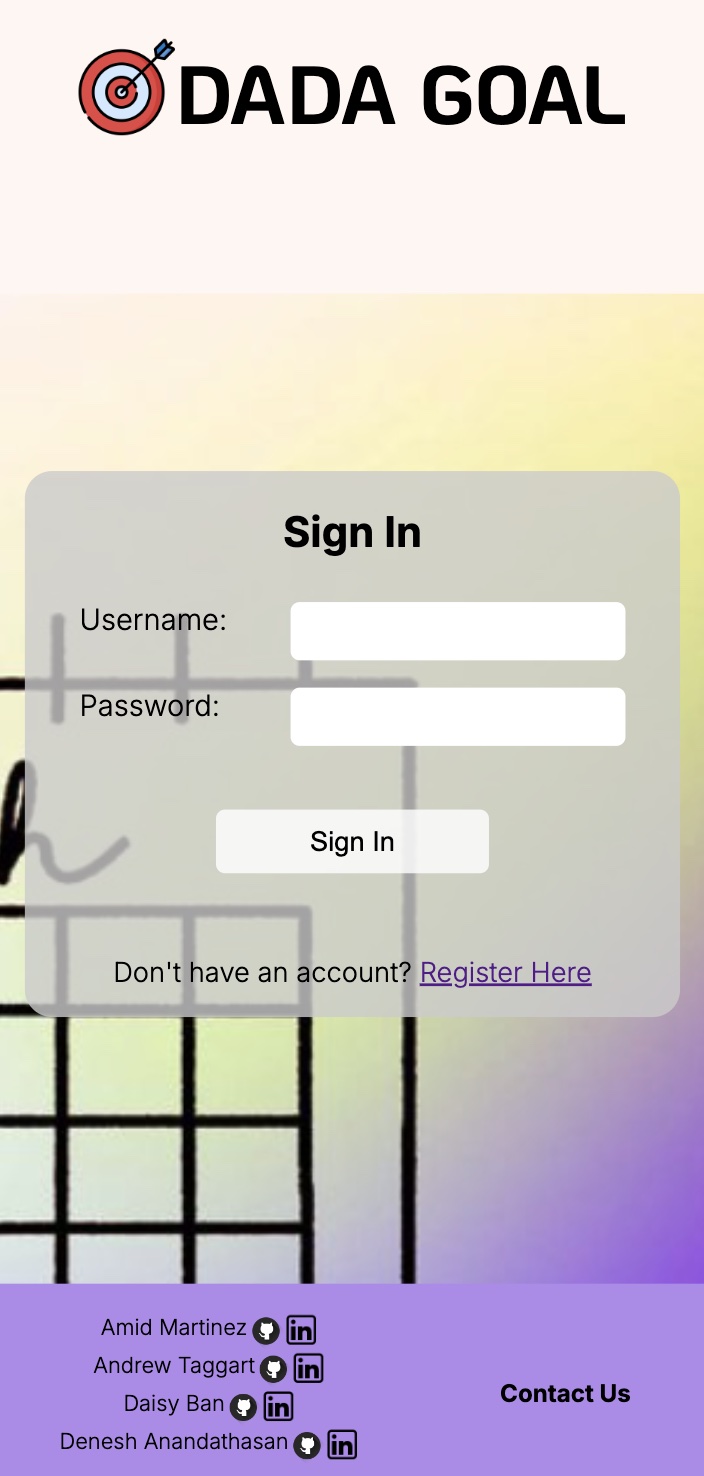 DADA GOAL
Sign In
Username:
Password:
h
Sign In
Don't have an account? Register Here
Amid Martinez in
Andrew Taggart in
Daisy Ban in
Denesh Anandathasan in
Contact Us